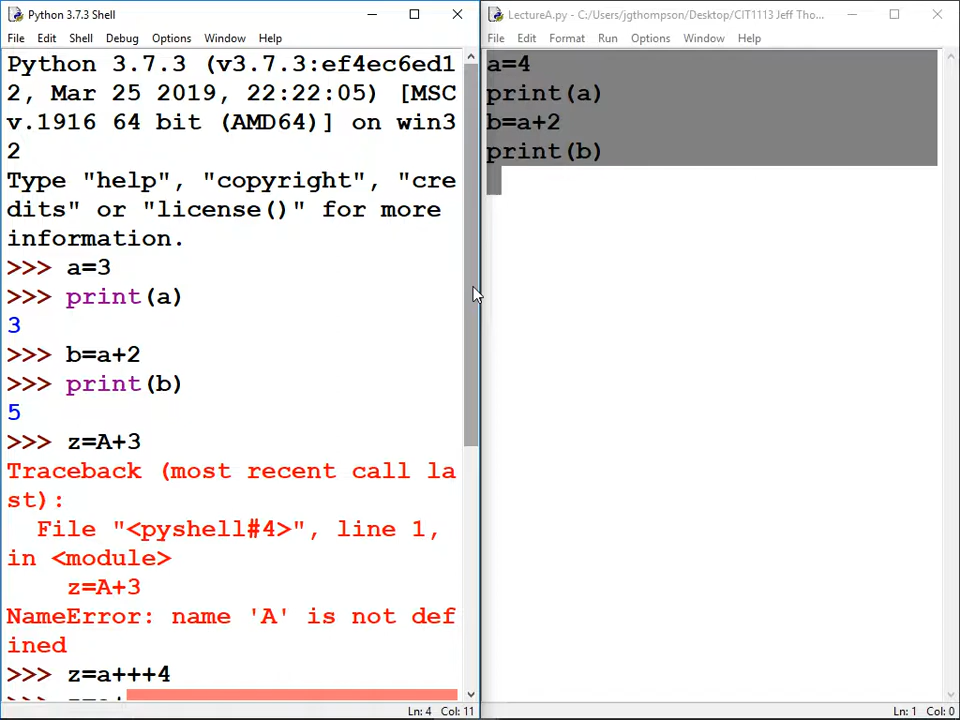 Python 3.7.3 Shell
File Edit Shell Debug Options Window Help
Python 3.7.3 (v3.7.3:ef4ec6ed1
2, Mar 25 2019, 22:22:05) [MSC
v.1916 64 bit (AMD64)] on win3
2
Type "help", "copyright", "cre
dits" or "license()" for more
information.
>>> a=3
>>> print(a)
3
>>> b=a+2
>>> print(b)
5
>>> z=A+3
Traceback (most recent call la
st):
File "<pyshell#4>", line 1,
in <module>
z=A+3
NameError: name 'A' is not def
ined
>>> z=a+++4
Ln: 4 Col: 11
LectureA.py - C:/Users/jgthompson/Desktop/CIT1113 Jeff Tho...
File Edit Format Run Options Window Help
a=4
print(a)
b=a+2
print(b)
Ln: 1 Col: 0